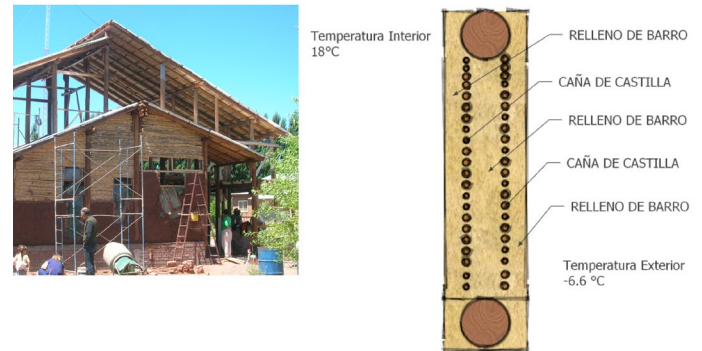 Temperatura Interior
18°C
RELLENO DE BARRO
CAÑA DE CASTILLA
RELLENO DE BARRO
CAÑA DE CASTILLA
RELLENO DE BARRO
Temperatura Exterior
-6.6 °C